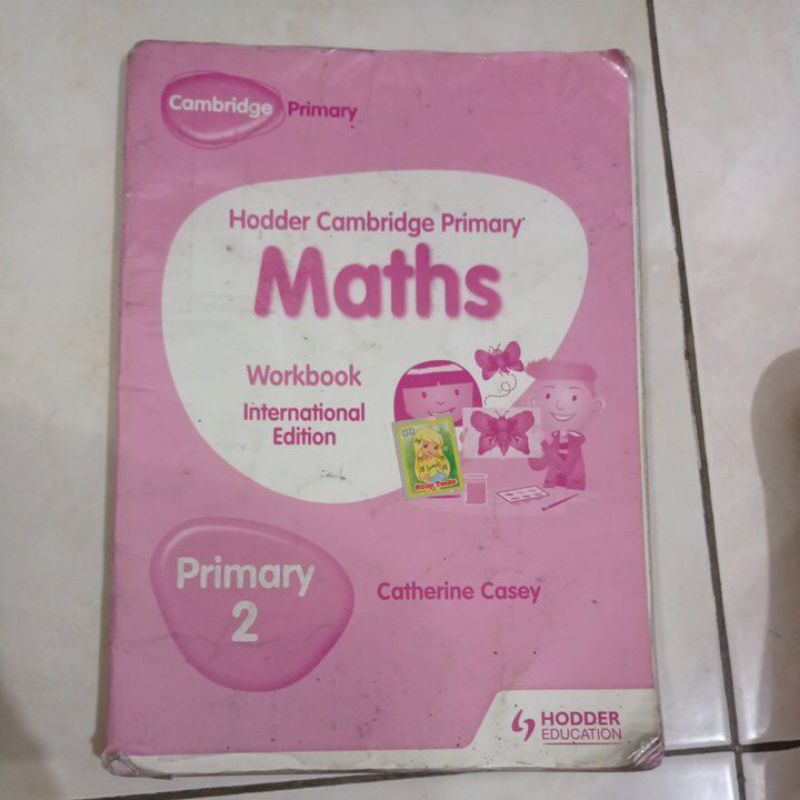 Cambridge Primary
Hodder Cambridge Primary
Maths
Workbook
International
Edition
Primary
2
Catherine Casey
HODDER
EDUCATION